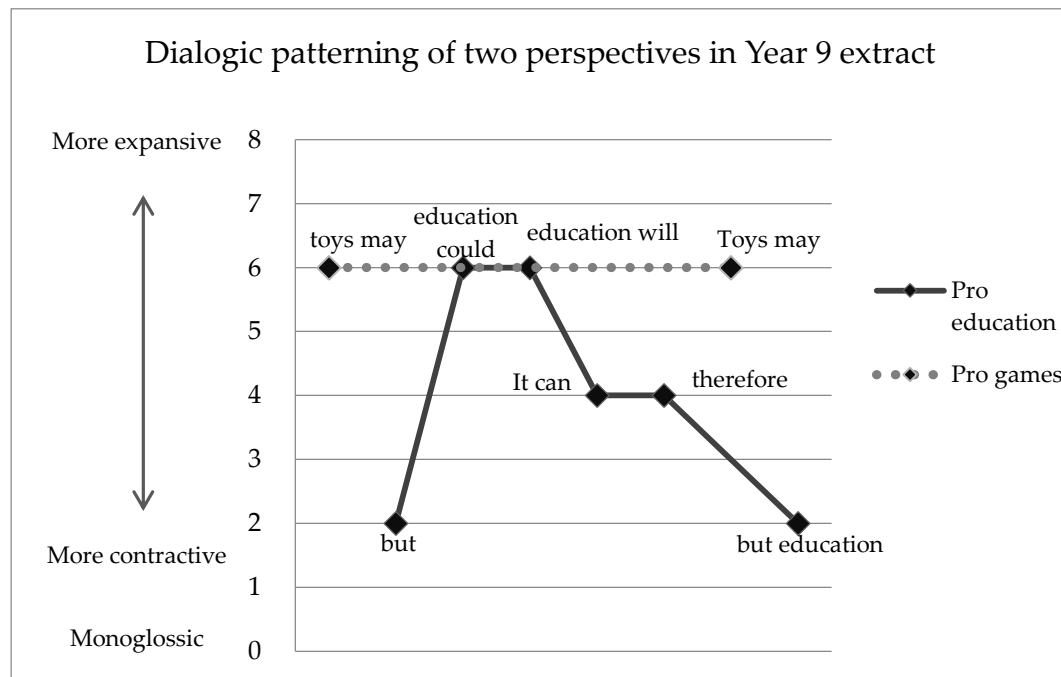 Dialogic patterning of two perspectives in Year 9 extract
More expansive
8
7
6
5
4
3
2
1
0
More contractive
Monoglossic
toys may
education
could
education will
Toys may
It can
therefore
but
but education
Pro
education
Pro games